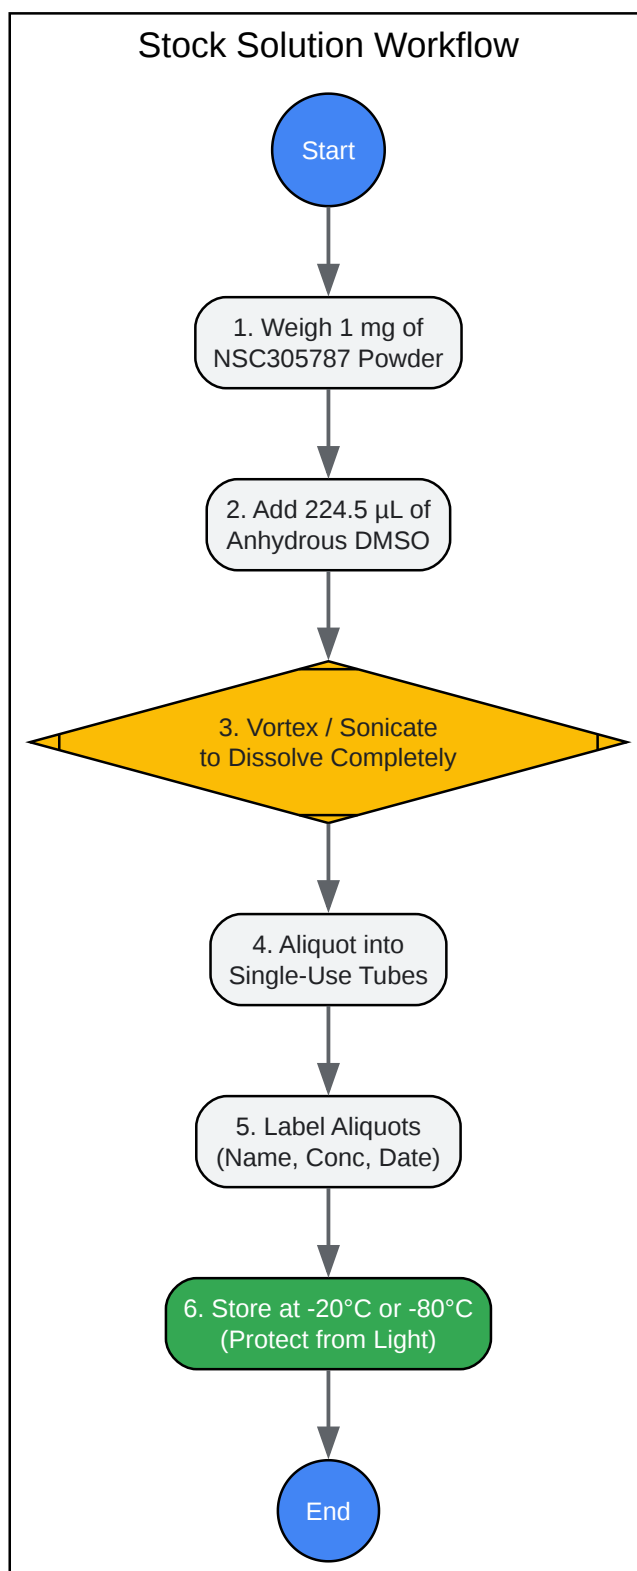 Stock Solution Workflow
Start
1. Weigh 1 mg of
NSC305787 Powder
2. Add 224.5 µL of
Anhydrous DMSO
3. Vortex / Sonicate
to Dissolve Completely
4. Aliquot into
Single-Use Tubes
5. Label Aliquots
(Name, Conc, Date)
6. Store at -20°C or -80°C
(Protect from Light)
End